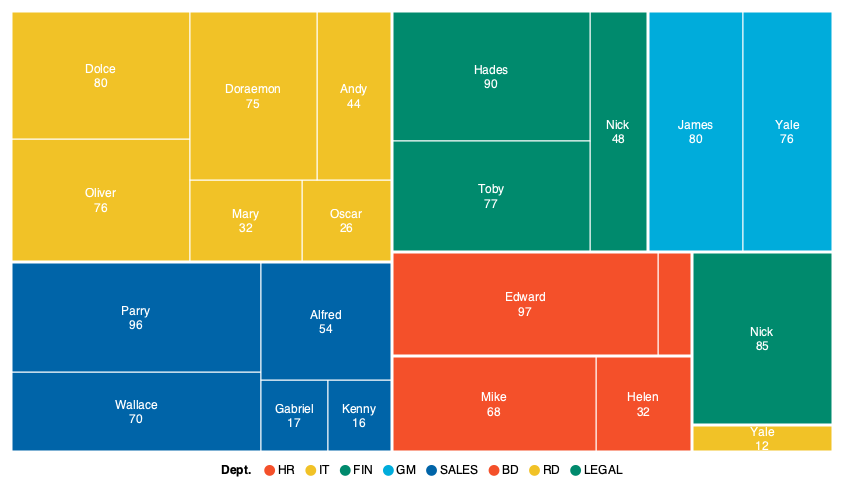 Dolce
80
Doraemon
75
Andy
44
Oliver
76
Mary
32
Oscar
26
Hades
90
Nick
48
Toby
77
James
80
Yale
76
Parry
96
Alfred
54
Wallace
70
Gabriel
17
Kenny
16
Edward
97
Mike
68
Helen
32
Nick
85
Yale
12
Dept. HR IT FIN GM SALES BD RD LEGAL